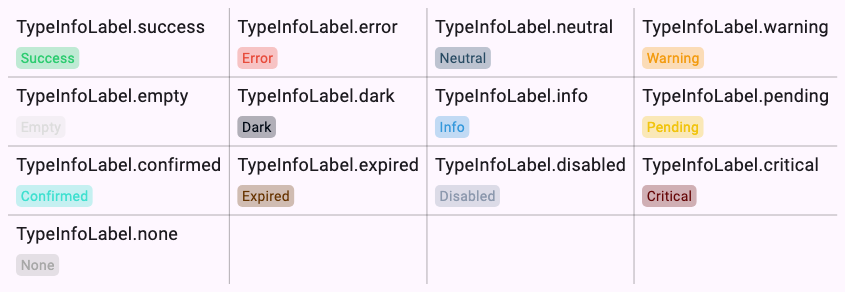 TypeInfoLabel.success
Success
TypeInfoLabel.error
Error
TypeInfoLabel.neutral
Neutral
TypeInfoLabel.warning
Warning
TypeInfoLabel.empty
Empty
TypeInfoLabel.dark
Dark
TypeInfoLabel.info
Info
TypeInfoLabel.pending
Pending
TypeInfoLabel.confirmed
Confirmed
TypeInfoLabel.expired
Expired
TypeInfoLabel.disabled
Disabled
TypeInfoLabel.critical
Critical
TypeInfoLabel.none
None